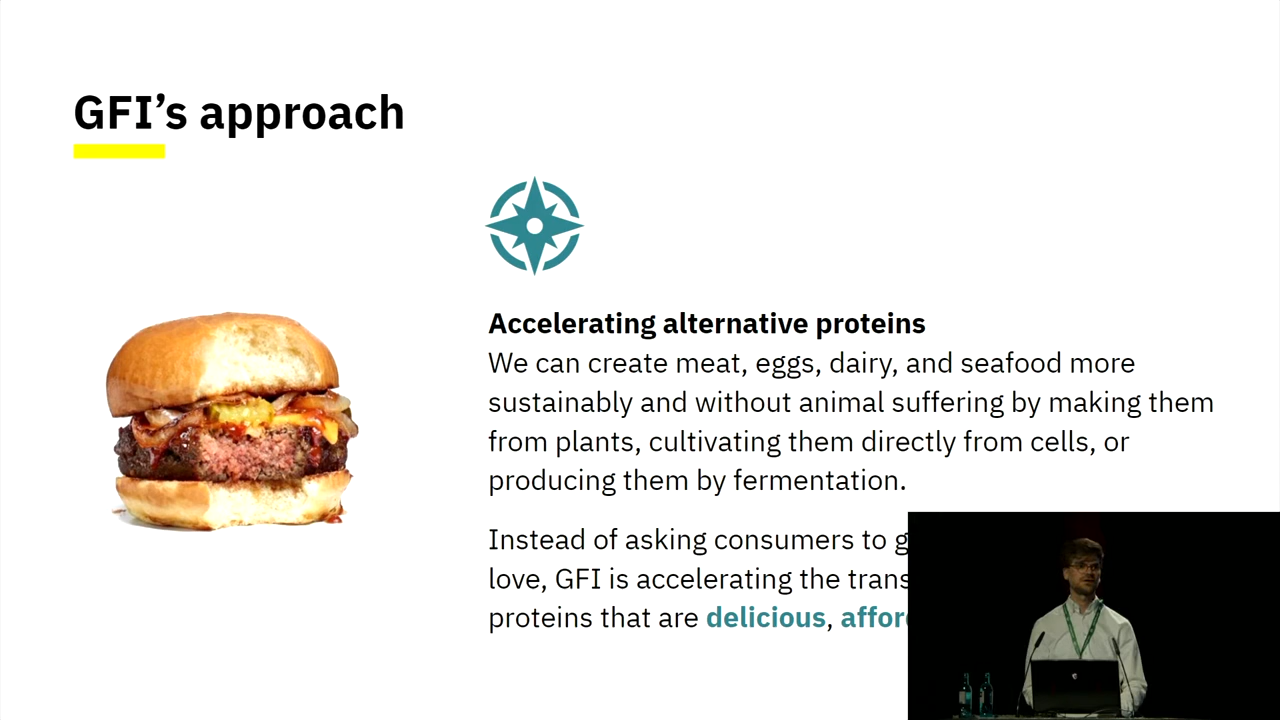 GFI’s approach
Accelerating alternative proteins
We can create meat, eggs, dairy, and seafood more
sustainably and without animal suffering by making them
from plants, cultivating them directly from cells, or
producing them by fermentation.
Instead of asking consumers to
love, GFI is accelerating the
proteins that are delicious,